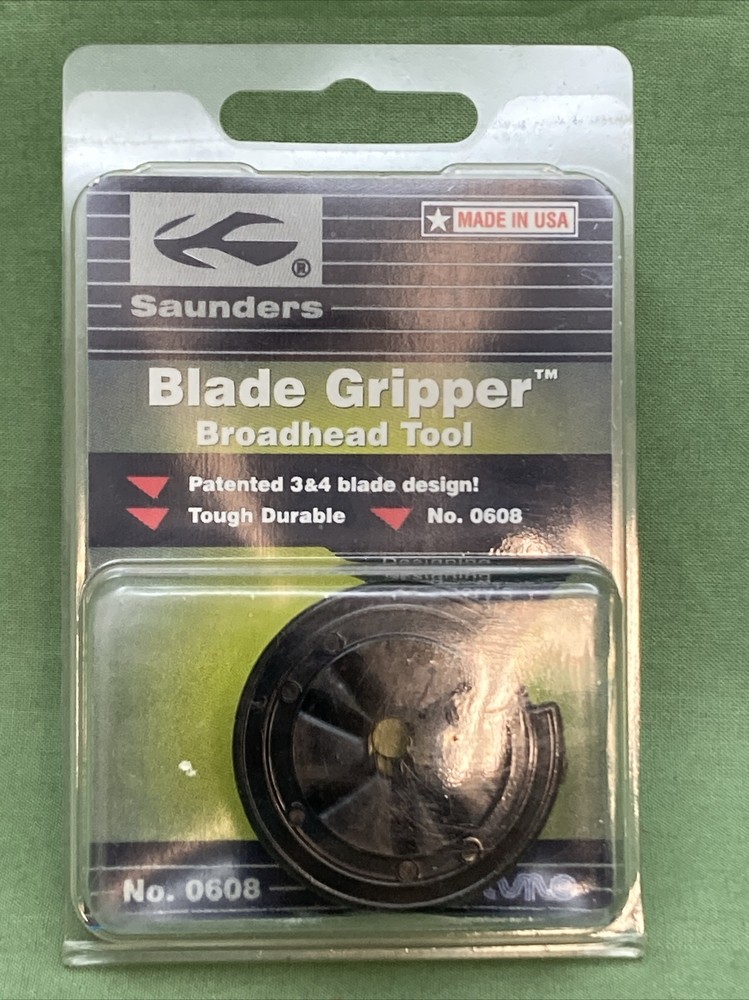 MADE IN USA
®
Saunders
Blade Gripper™
Broadhead Tool
Patented 3&4 blade design!
Tough Durable No. 0608
Designing
No. 0608